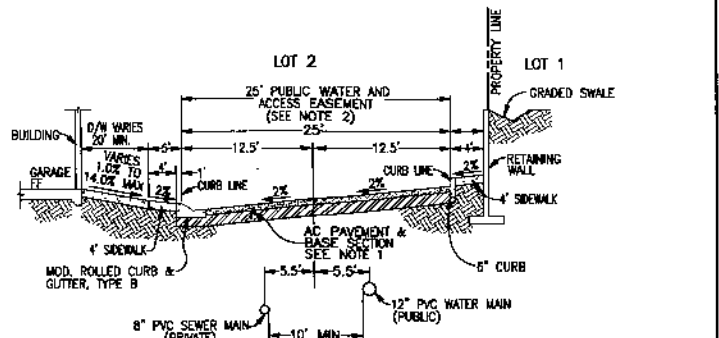 PROPERTY LINE
LOT 2
LOT 1
25' PUBLIC WATER AND
ACCESS EASEMENT
(SEE NOTE 2)
GRADED SWALE
25'
D/W VARIES
20' MIN.
BUILDING
12.5'
12.5'
4'
VARIES
1.0% TO
14.0% MAX
4'
1'
CURB LINE
CURB LINE
RETAINING
WALL
GARAGE
FF
2%
2%
2%
2%
4' SIDEWALK
4' SIDEWALK
AC PAVEMENT &
BASE SECTION
SEE NOTE 1
MOD. ROLLED CURB &
GUTTER, TYPE B
6" CURB
5.5'
5.5'
12" PVC WATER MAIN
(PUBLIC)
8" PVC SEWER MAIN
(PRIVATE)
10' MIN